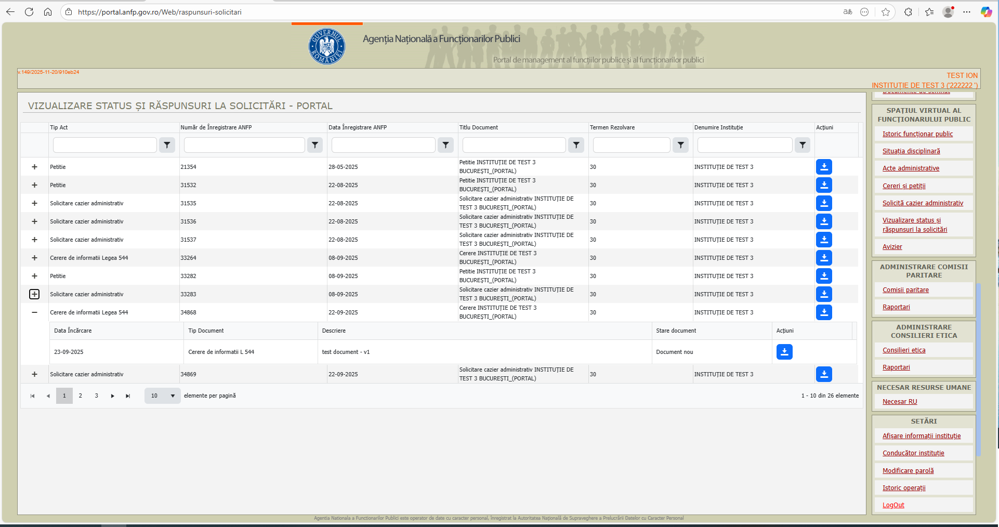 https://portal.anfp.gov.ro/Web/raspunsuri-solicitari
GUVERNUL ROMÂNIEI
Agenția Națională a Funcționarilor Publici
Portal de management al funcțiilor publice și al funcționarilor publici
v.149/2025-11-20/910eb24
TEST ION
INSTITUȚIE DE TEST 3 ('222222 ')
VIZUALIZARE STATUS ȘI RĂSPUNSURI LA SOLICITĂRI - PORTAL
Tip Act Număr de Înregistrare ANFP Data Înregistrare ANFP Titlu Document Termen Rezolvare Denumire Instituție Acțiuni
Petitie 21354 28-05-2025 Petitie INSTITUȚIE DE TEST 3 BUCUREȘTI_(PORTAL) 30 INSTITUȚIE DE TEST 3
Petitie 31532 22-08-2025 Petitie INSTITUȚIE DE TEST 3 BUCUREȘTI_(PORTAL) 30 INSTITUȚIE DE TEST 3
Solicitare cazier administrativ 31535 22-08-2025 Solicitare cazier administrativ INSTITUȚIE DE TEST 3 BUCUREȘTI_(PORTAL) 30 INSTITUȚIE DE TEST 3
Solicitare cazier administrativ 31536 22-08-2025 Solicitare cazier administrativ INSTITUȚIE DE TEST 3 BUCUREȘTI_(PORTAL) 30 INSTITUȚIE DE TEST 3
Solicitare cazier administrativ 31537 22-08-2025 Solicitare cazier administrativ INSTITUȚIE DE TEST 3 BUCUREȘTI_(PORTAL) 30 INSTITUȚIE DE TEST 3
Cerere de informatii Legea 544 33264 08-09-2025 Cerere INSTITUȚIE DE TEST 3 BUCUREȘTI_(PORTAL) 30 INSTITUȚIE DE TEST 3
Petitie 33282 08-09-2025 Petitie INSTITUȚIE DE TEST 3 BUCUREȘTI_(PORTAL) 30 INSTITUȚIE DE TEST 3
Solicitare cazier administrativ 33283 08-09-2025 Solicitare cazier administrativ INSTITUȚIE DE TEST 3 BUCUREȘTI_(PORTAL) 30 INSTITUȚIE DE TEST 3
Cerere de informatii Legea 544 34868 22-09-2025 Cerere INSTITUȚIE DE TEST 3 BUCUREȘTI_(PORTAL) 30 INSTITUȚIE DE TEST 3
Data Încărcare Tip Document Descriere Stare document Acțiuni
23-09-2025 Cerere de informatii L 544 test document - v1 Document nou
Solicitare cazier administrativ 34869 22-09-2025 Solicitare cazier administrativ INSTITUȚIE DE TEST 3 BUCUREȘTI_(PORTAL) 30 INSTITUȚIE DE TEST 3
1 2 3 10 elemente per pagină 1 - 10 din 26 elemente
Documente de semnat
SPAȚIUL VIRTUAL AL
FUNCȚIONARULUI PUBLIC
Istoric funcționar public
Situația disciplinară
Acte administrative
Cereri și petiții
Solicită cazier administrativ
Vizualizare status și
răspunsuri la solicitări
Avizier
ADMINISTRARE COMISII
PARITARE
Comisii paritare
Raportari
ADMINISTRARE
CONSILIERI ETICA
Consilieri etica
Raportari
NECESAR RESURSE UMANE
Necesar RU
SETĂRI
Afișare informații instituție
Conducător instituție
Modificare parolă
Istoric operații
LogOut
Agentia Nationala a Functionarilor Publici este operator de date cu caracter personal, înregistrat la Autoritatea Națională de Supraveghere a Prelucrării Datelor cu Caracter Personal